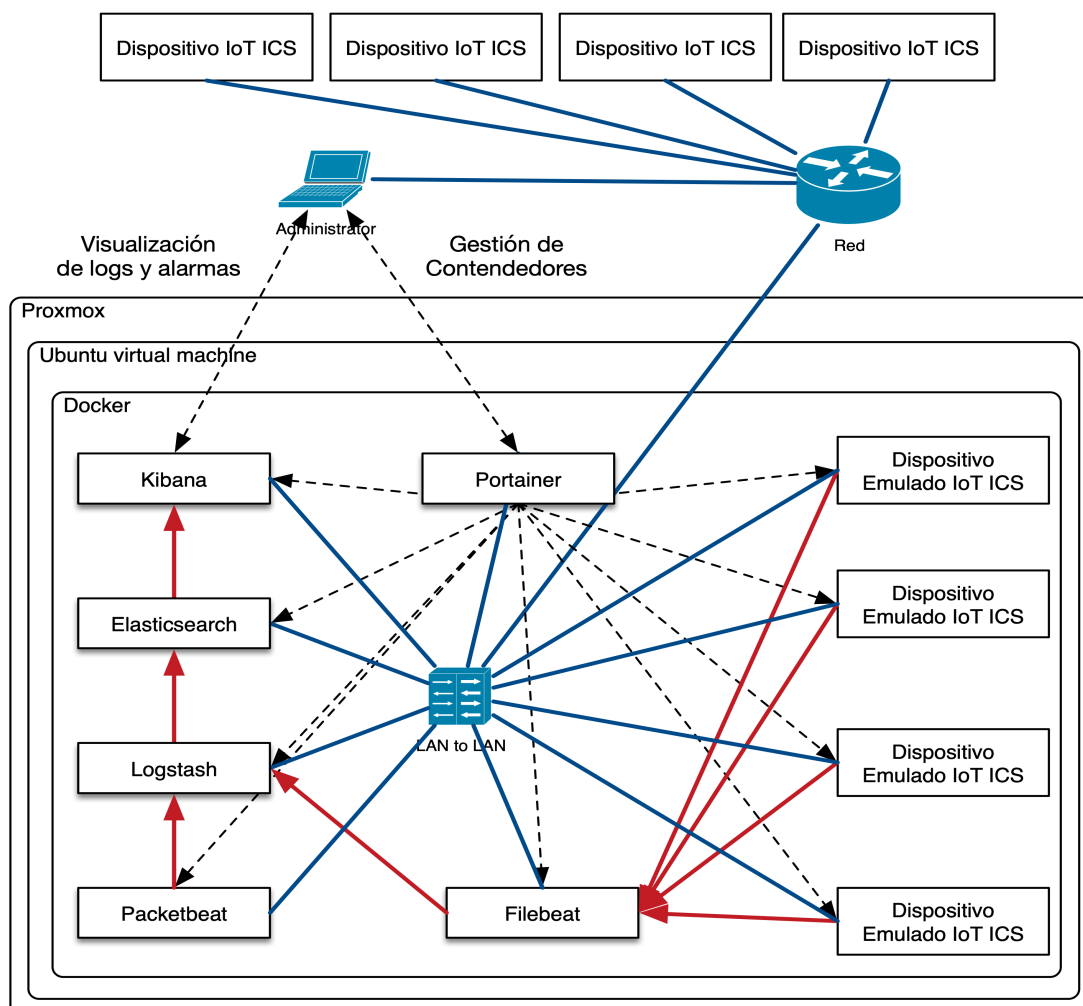 Dispositivo IoT ICS
Dispositivo IoT ICS
Dispositivo IoT ICS
Dispositivo IoT ICS
Administrator
Red
Visualización
de logs y alarmas
Gestión de
Contendedores
Proxmox
Ubuntu virtual machine
Docker
Kibana
Portainer
Dispositivo
Emulado IoT ICS
Elasticsearch
Dispositivo
Emulado IoT ICS
LAN to LAN
Logstash
Dispositivo
Emulado IoT ICS
Packetbeat
Filebeat
Dispositivo
Emulado IoT ICS